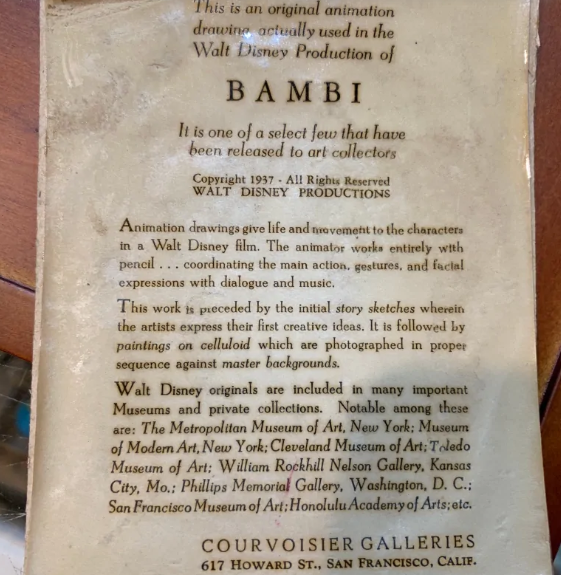 This is an original animation
drawing actually used in the
Walt Disney Production of
BAMBI
It is one of a select few that have
been released to art collectors
Copyright 1937 - All Rights Reserved
WALT DISNEY PRODUCTIONS
Animation drawings give life and movement to the characters
in a Walt Disney film. The animator works entirely with
pencil . . . coordinating the main action, gestures, and facial
expressions with dialogue and music.
This work is preceded by the initial story sketches wherein
the artists express their first creative ideas. It is followed by
paintings on celluloid which are photographed in proper
sequence against master backgrounds.
Walt Disney originals are included in many important
Museums and private collections. Notable among these
are: The Metropolitan Museum of Art, New York; Museum
of Modern Art, New York; Cleveland Museum of Art; Toledo
Museum of Art; William Rockhill Nelson Gallery, Kansas
City, Mo.; Phillips Memorial Gallery, Washington, D. C.;
San Francisco Museum of Art; Honolulu Academy of Arts; etc.
COURVOISIER GALLERIES
617 HOWARD ST., SAN FRANCISCO, CALIF.